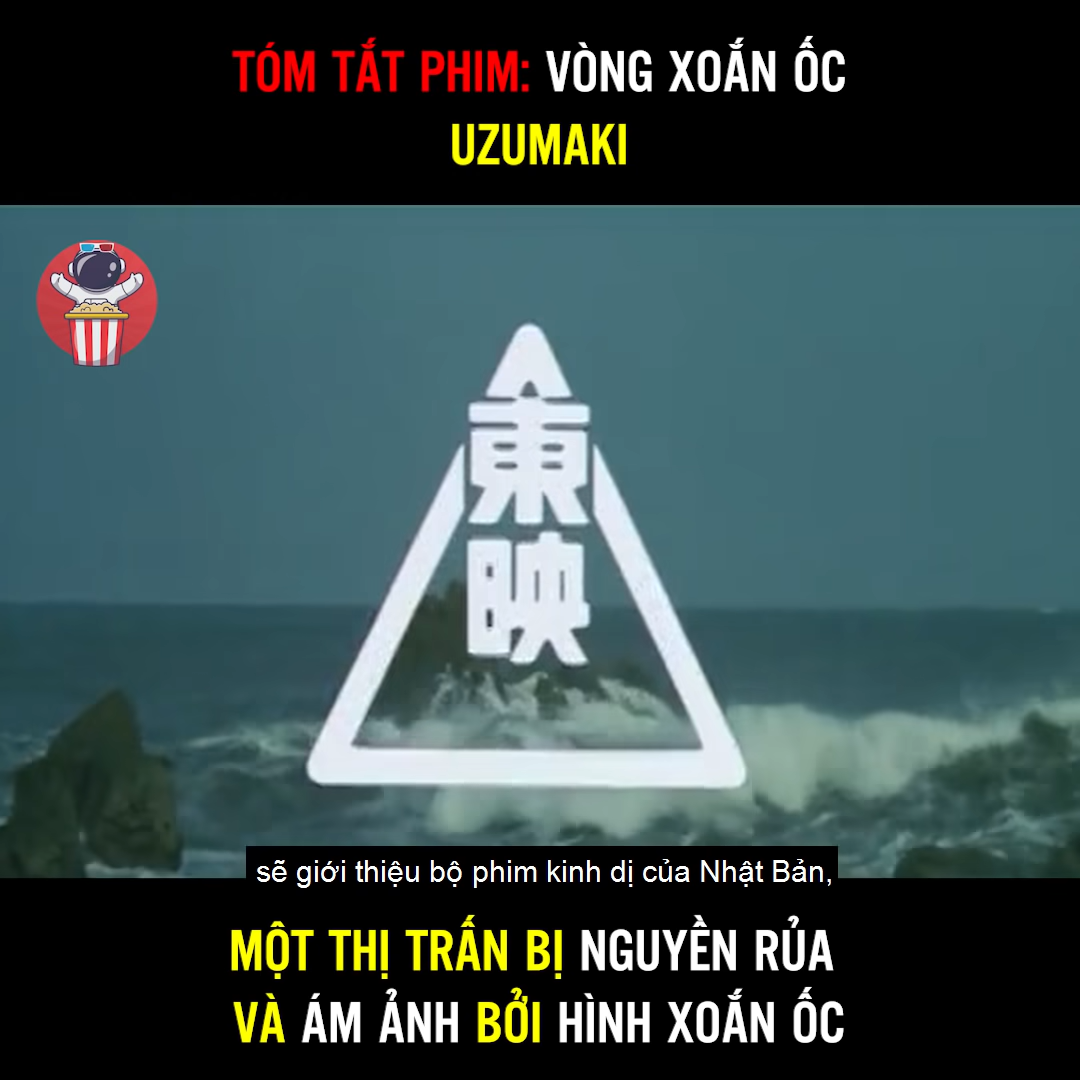 TÓM TẮT PHIM: VÒNG XOẮN ỐC
UZUMAKI
東
映
sẽ giới thiệu bộ phim kinh dị của Nhật Bản,
MỘT THỊ TRẤN BỊ NGUYỀN RỦA
VÀ ÁM ẢNH BỞI HÌNH XOẮN ỐC